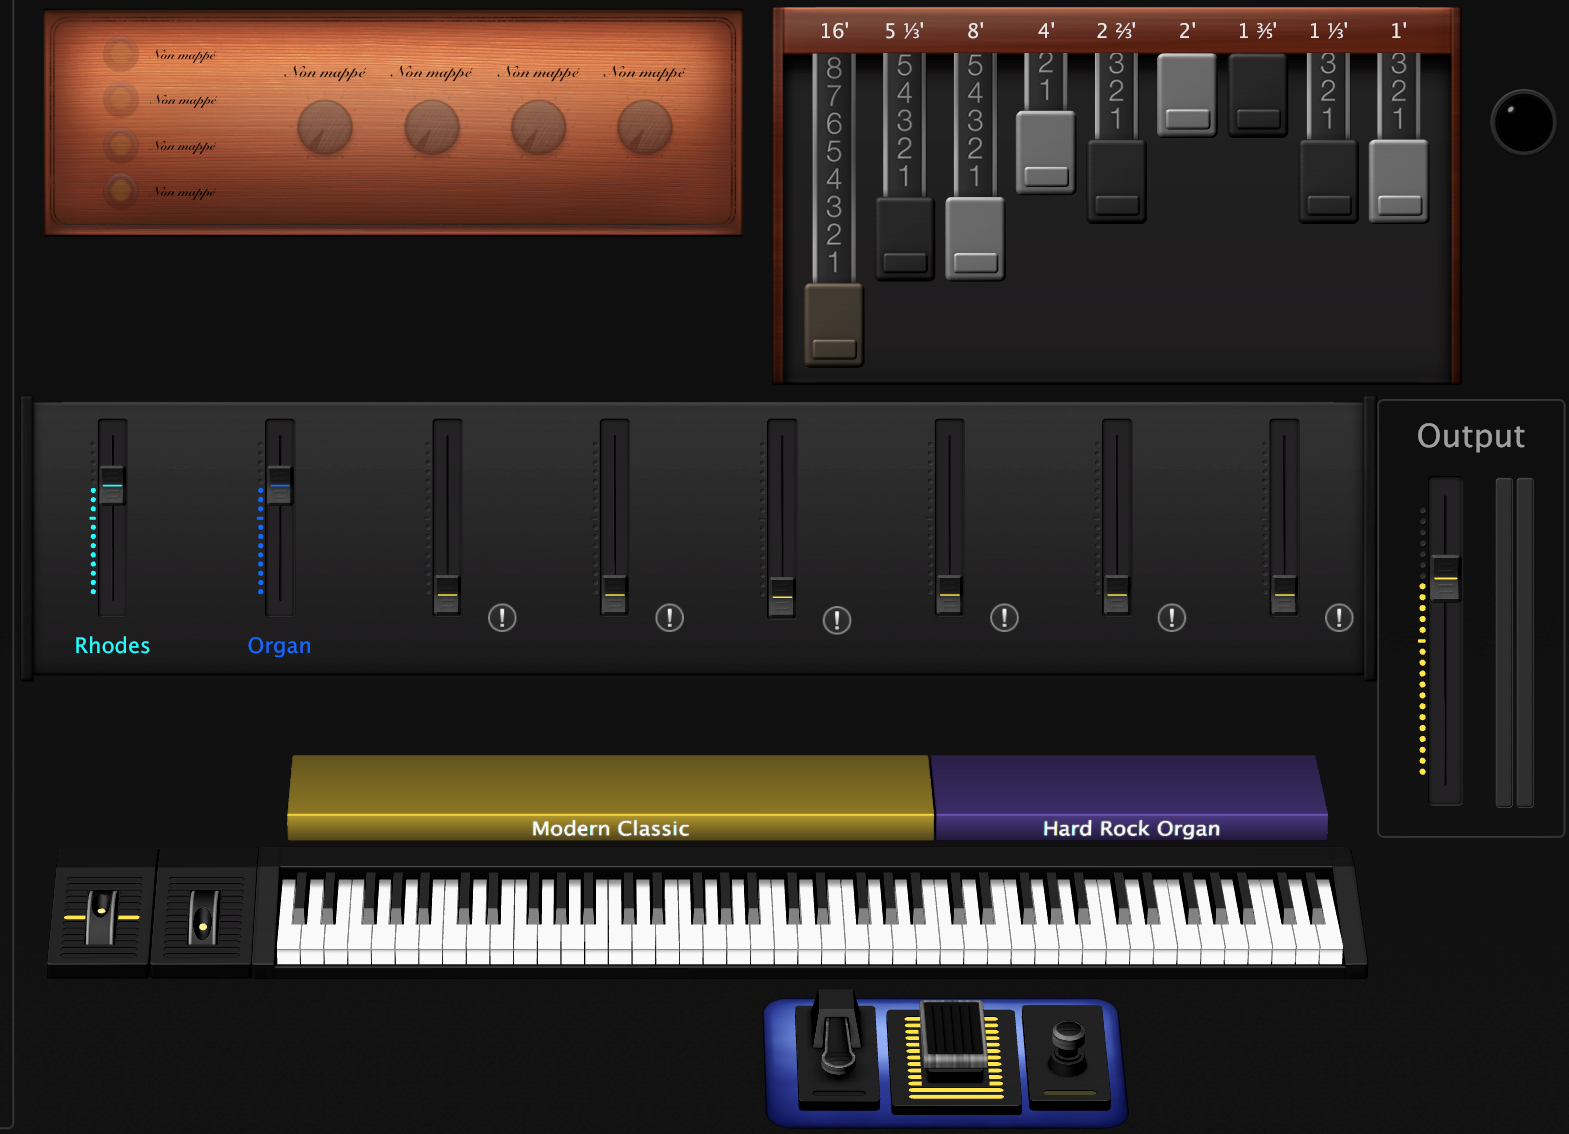 Non mappé
Non mappé
Non mappé
Non mappé
Non mappé Non mappé Non mappé Non mappé
16' 5 ⅓' 8' 4' 2 ⅔' 2' 1 ⅗' 1 ⅓' 1'
8 7 6 5 4 3 2 1
5 4 3 2 1
5 4 3 2 1
2 1
3 2 1
3 2 1
3 2 1
Output
! ! ! ! ! !
Rhodes Organ
Modern Classic Hard Rock Organ